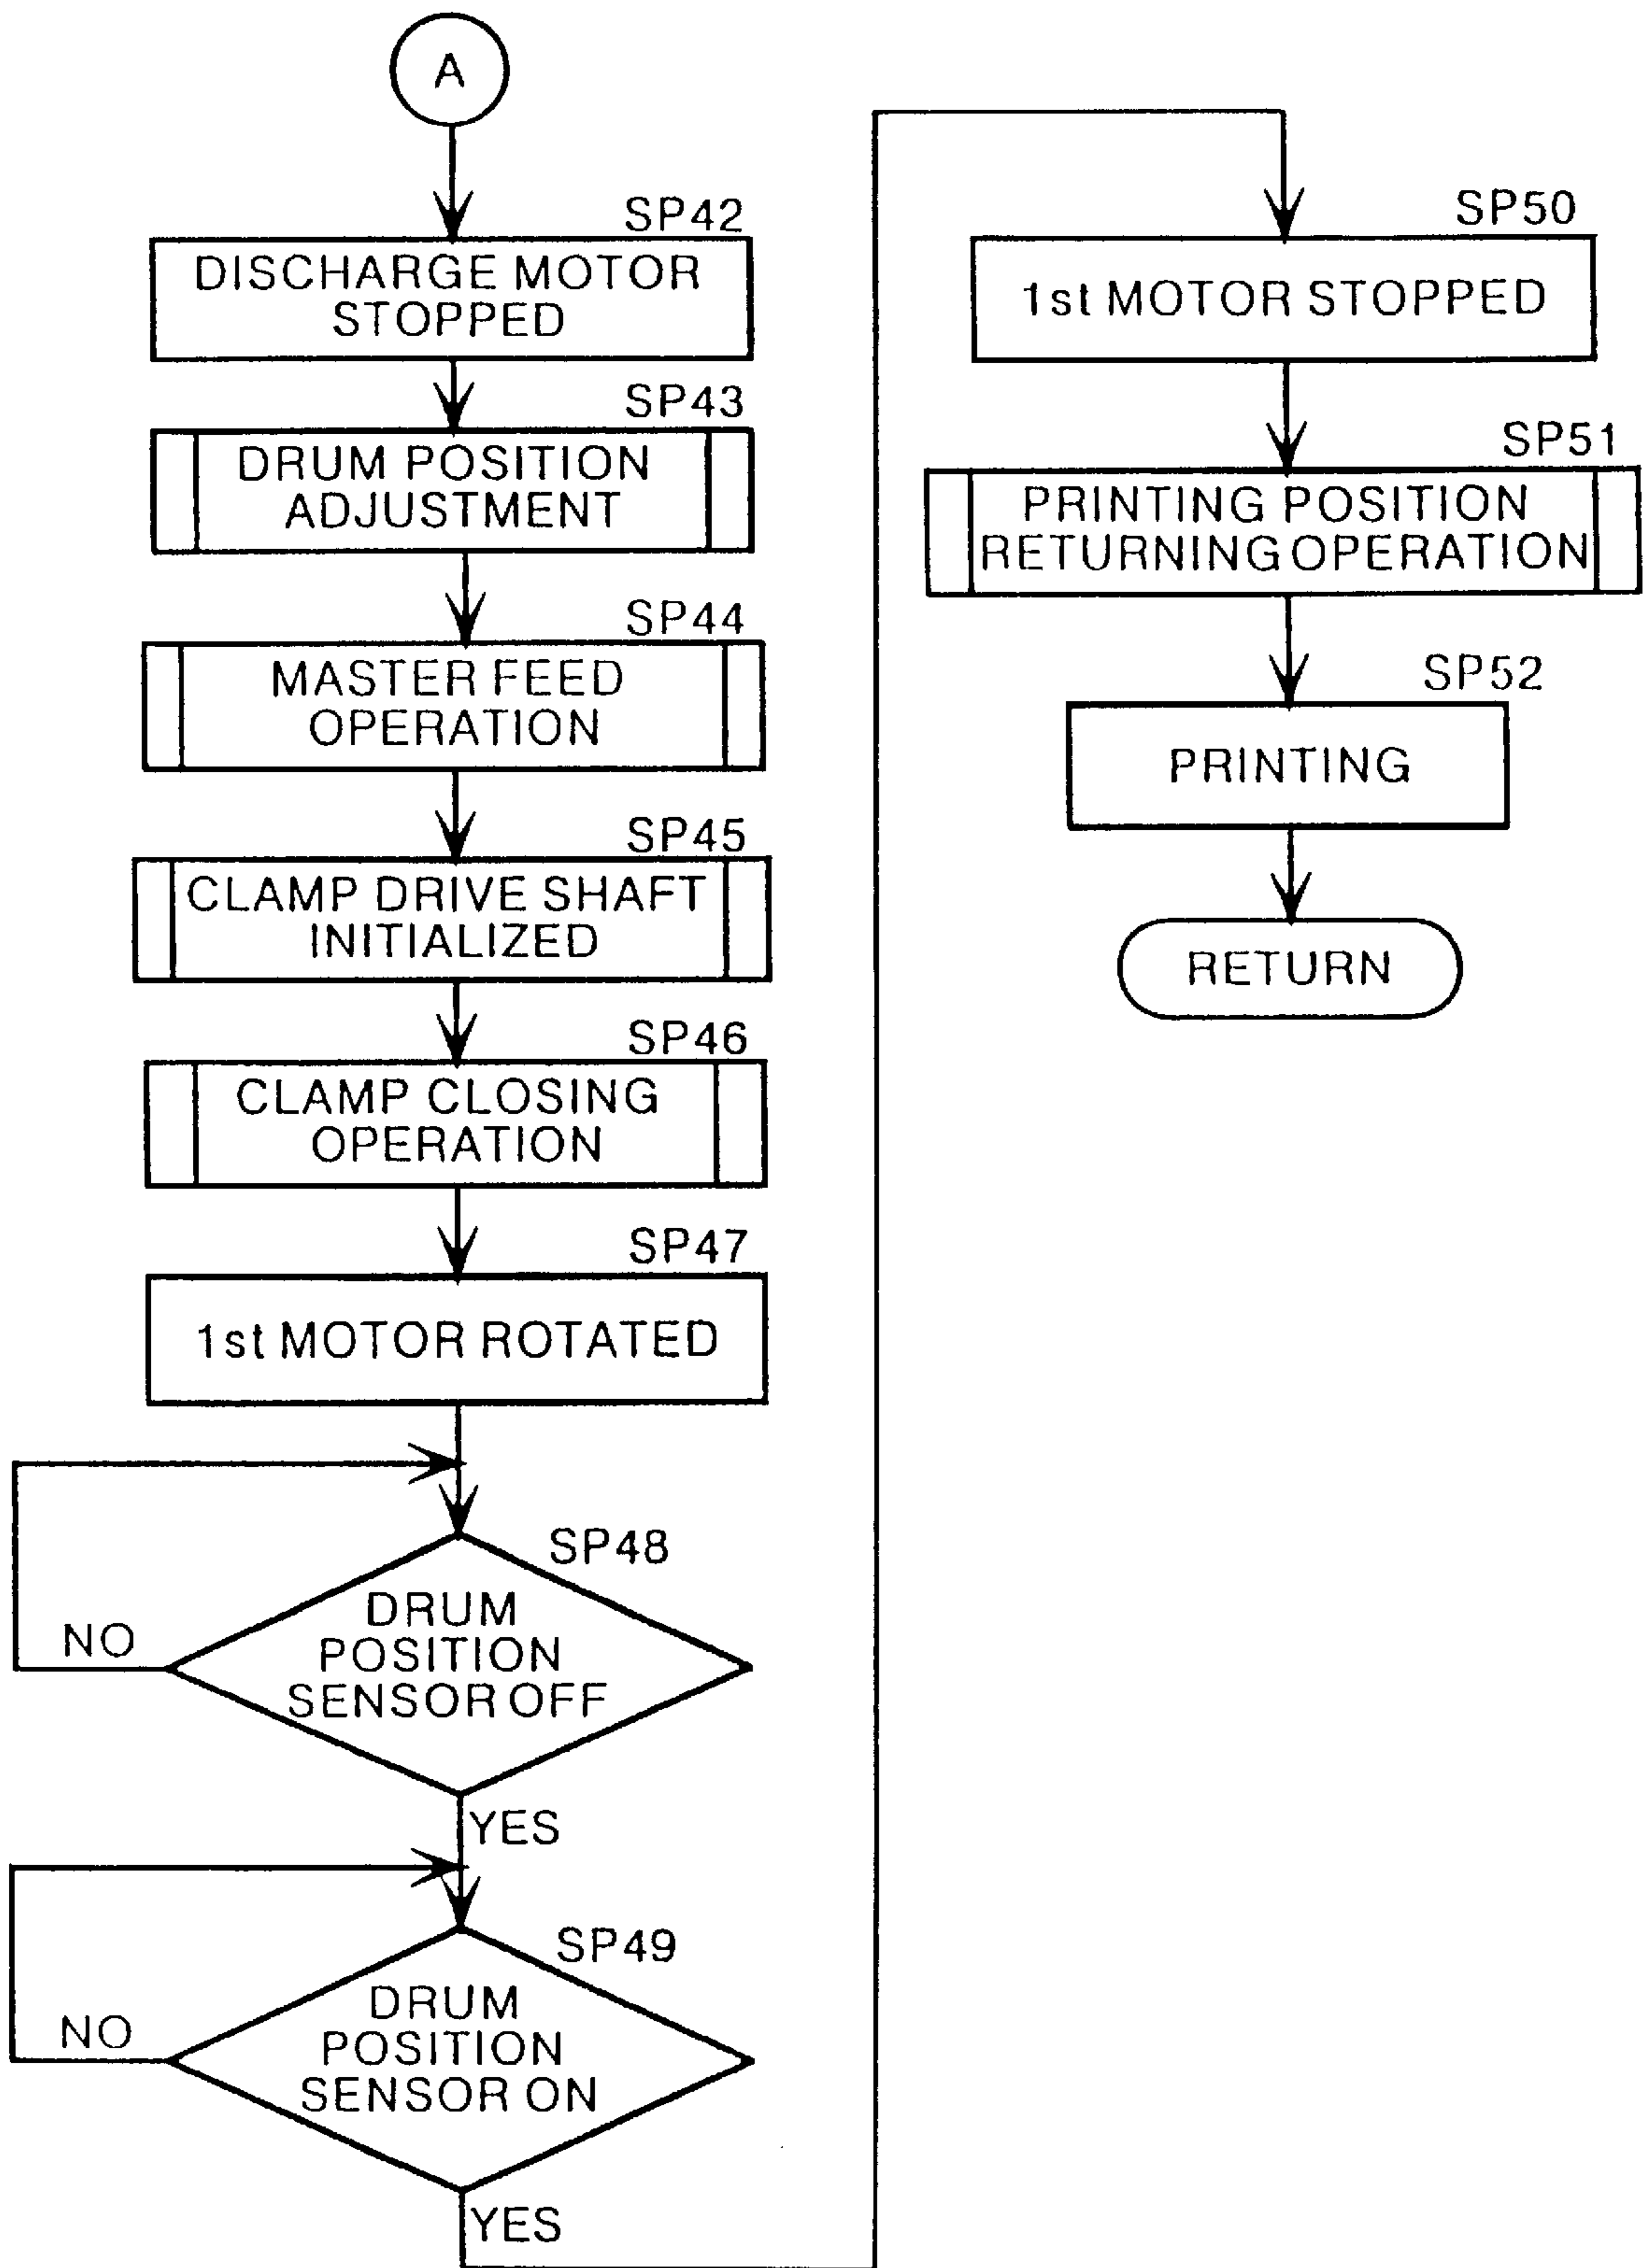 A
SP42
DISCHARGE MOTOR
STOPPED
SP43
DRUM POSITION
ADJUSTMENT
SP44
MASTER FEED
OPERATION
SP45
CLAMP DRIVE SHAFT
INITIALIZED
SP46
CLAMP CLOSING
OPERATION
SP47
1st MOTOR ROTATED
SP48
DRUM
POSITION
SENSOR OFF
NO
YES
SP49
DRUM
POSITION
SENSOR ON
NO
YES
SP50
1st MOTOR STOPPED
SP51
PRINTING POSITION
RETURNING OPERATION
SP52
PRINTING
RETURN